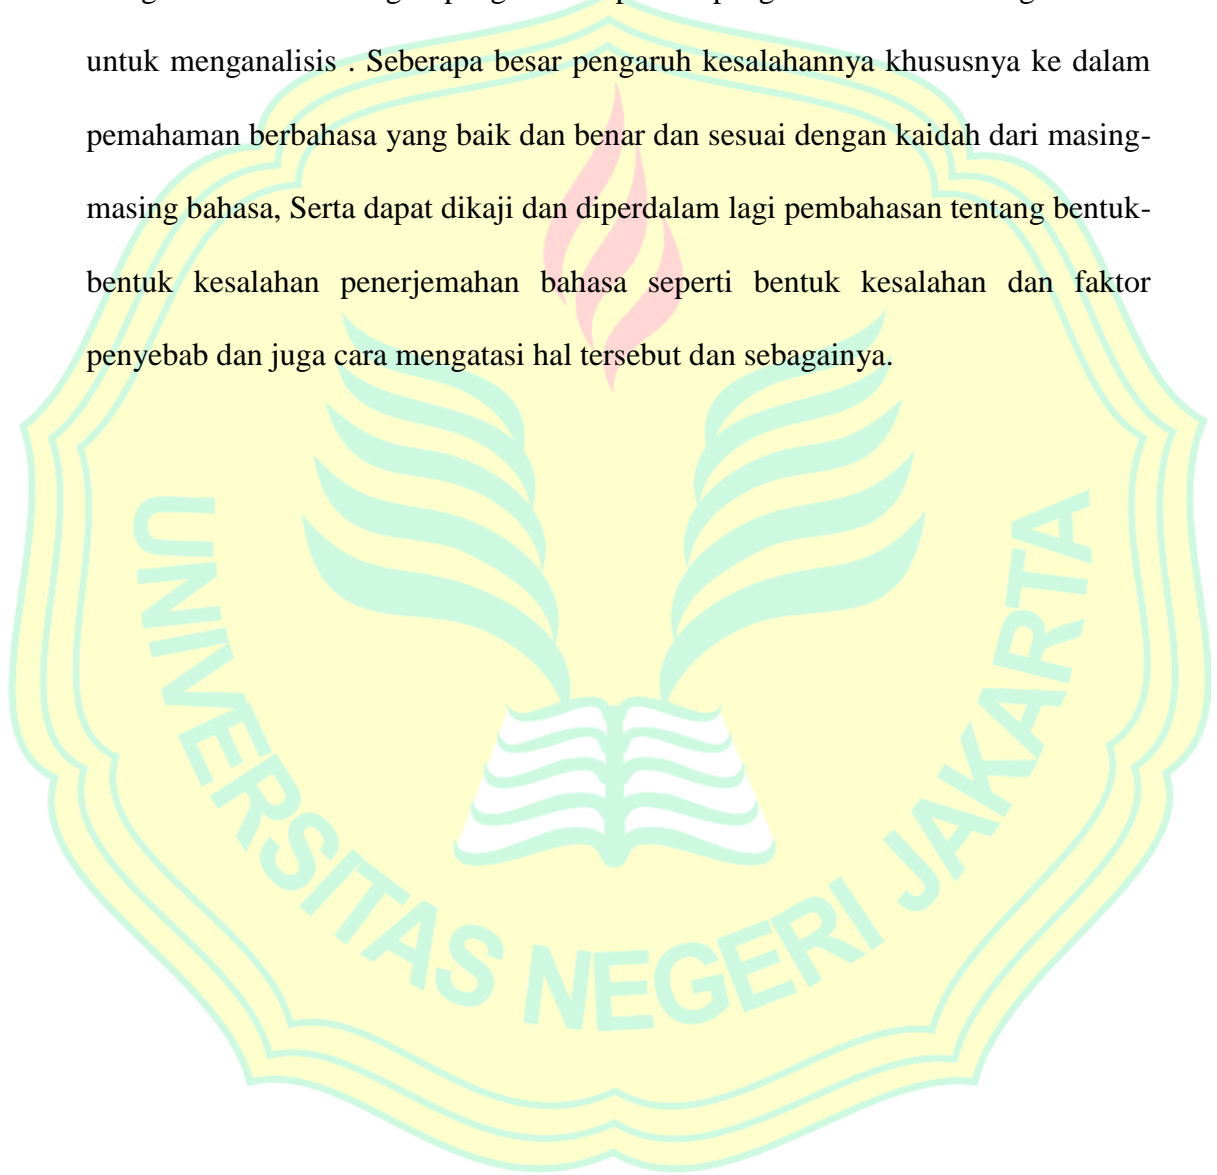 untuk menganalisis . Seberapa besar pengaruh kesalahannya khususnya ke dalam
pemahaman berbahasa yang baik dan benar dan sesuai dengan kaidah dari masing-
masing bahasa, Serta dapat dikaji dan diperdalam lagi pembahasan tentang bentuk-
bentuk kesalahan penerjemahan bahasa seperti bentuk kesalahan dan faktor
penyebab dan juga cara mengatasi hal tersebut dan sebagainya.
UNIVERSITAS NEGERI JAKARTA